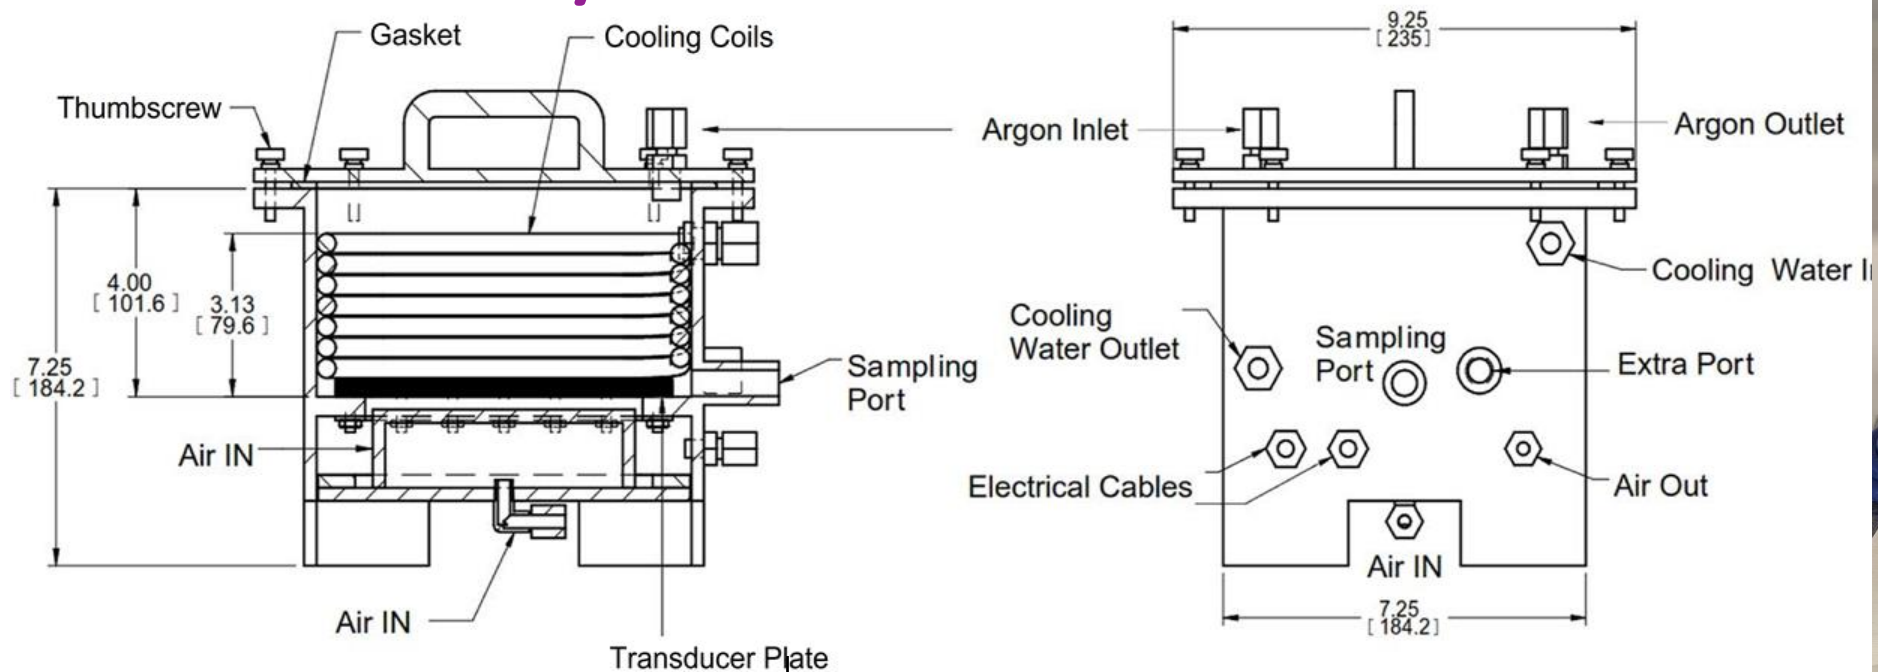 Gasket
Cooling Coils
Thumbscrew
Argon Inlet
Argon Outlet
9.25
[235]
4.00
[101.6]
3.13
[79.6]
7.25
[184.2]
Sampling
Port
Air IN
Air IN
Transducer Plate
Cooling Water
Cooling
Water Outlet
Sampling
Port
Extra Port
Electrical Cables
Air Out
Air IN
7.25
[184.2]